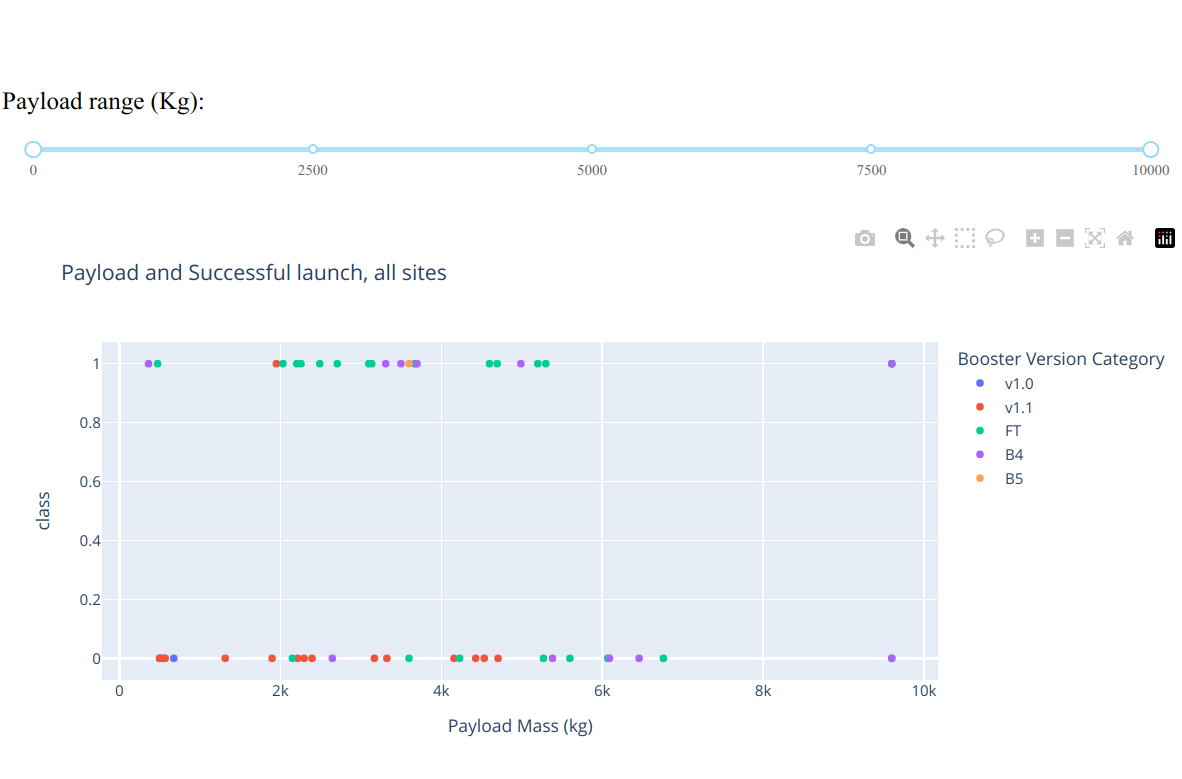 Payload range (Kg):
0 2500 5000 7500 10000
Payload and Successful launch, all sites
Booster Version Category
v1.0
v1.1
FT
B4
B5
1
0.8
0.6
0.4
0.2
0
class
0 2k 4k 6k 8k 10k
Payload Mass (kg)